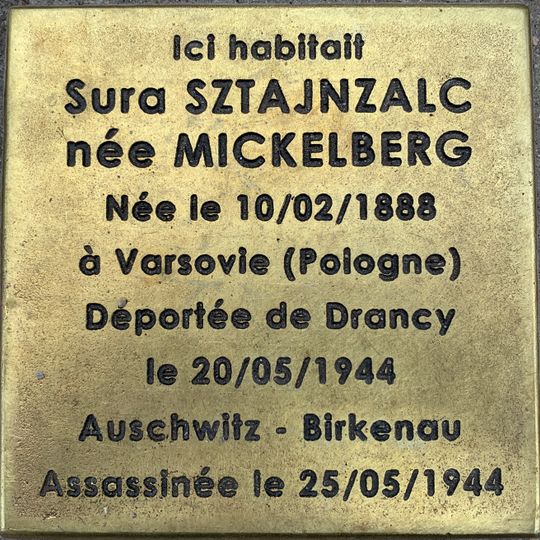 Ici habitait
Sura SZTAJNZALC
née MICKELBERG
Née le 10/02/1888
à Varsovie (Pologne)
Déportée de Drancy
le 20/05/1944
Auschwitz - Birkenau
Assassinée le 25/05/1944